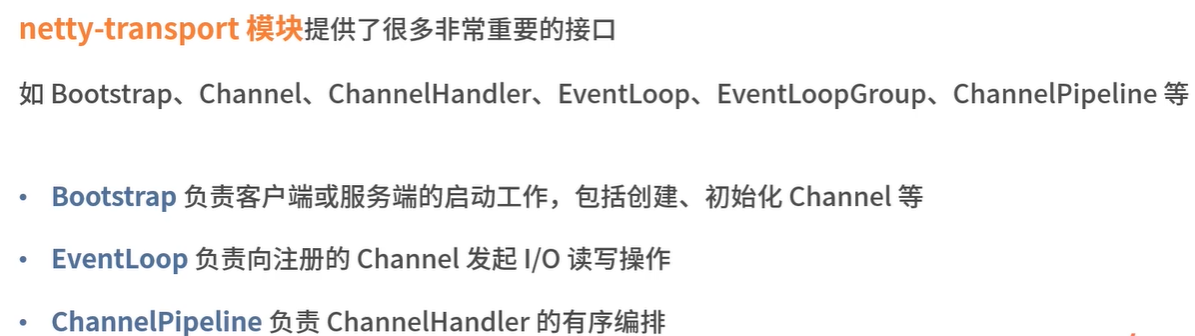 netty-transport 模块提供了很多非常重要的接口
如 Bootstrap、Channel、ChannelHandler、EventLoop、EventLoopGroup、ChannelPipeline 等
• Bootstrap 负责客户端或服务端的启动工作，包括创建、初始化 Channel 等
• EventLoop 负责向注册的 Channel 发起 I/O 读写操作
• ChannelPipeline 负责 ChannelHandler 的有序编排